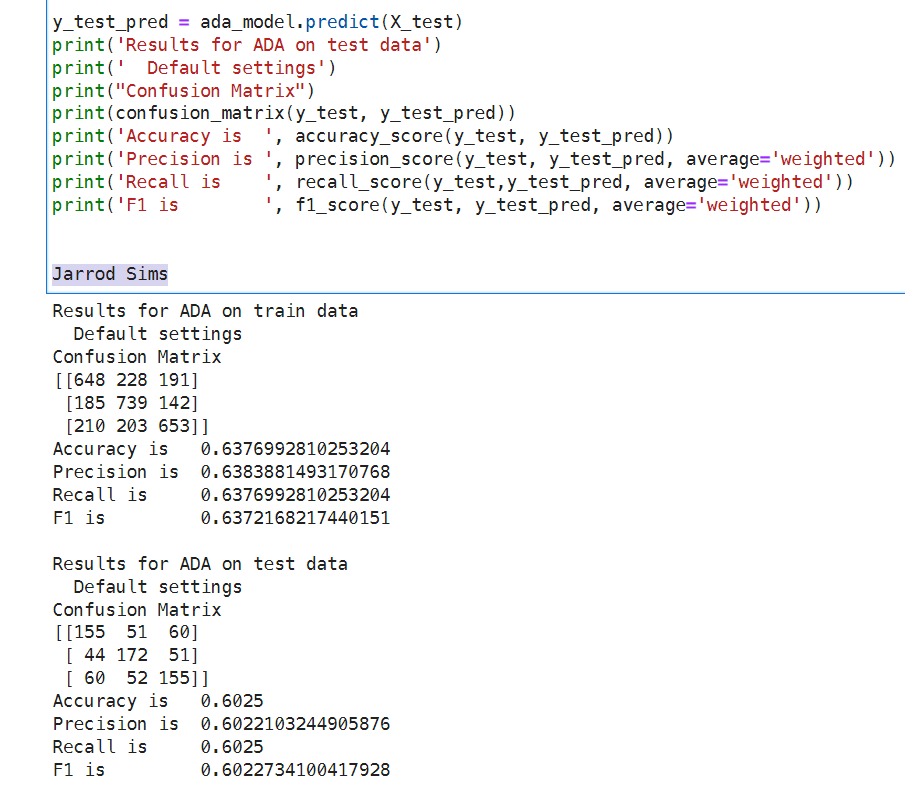 y_test_pred = ada_model.predict(X_test)
print('Results for ADA on test data')
print('  Default settings')
print("Confusion Matrix")
print(confusion_matrix(y_test, y_test_pred))
print('Accuracy is  ', accuracy_score(y_test, y_test_pred))
print('Precision is ', precision_score(y_test, y_test_pred, average='weighted'))
print('Recall is    ', recall_score(y_test,y_test_pred, average='weighted'))
print('F1 is        ', f1_score(y_test, y_test_pred, average='weighted'))
Jarrod Sims
Results for ADA on train data
  Default settings
Confusion Matrix
[[648 228 191]
 [185 739 142]
 [210 203 653]]
Accuracy is   0.6376992810253204
Precision is  0.6383881493170768
Recall is     0.6376992810253204
F1 is         0.6372168217440151
Results for ADA on test data
  Default settings
Confusion Matrix
[[155  51  60]
 [ 44 172  51]
 [ 60  52 155]]
Accuracy is   0.6025
Precision is  0.6022103244905876
Recall is     0.6025
F1 is         0.6022734100417928